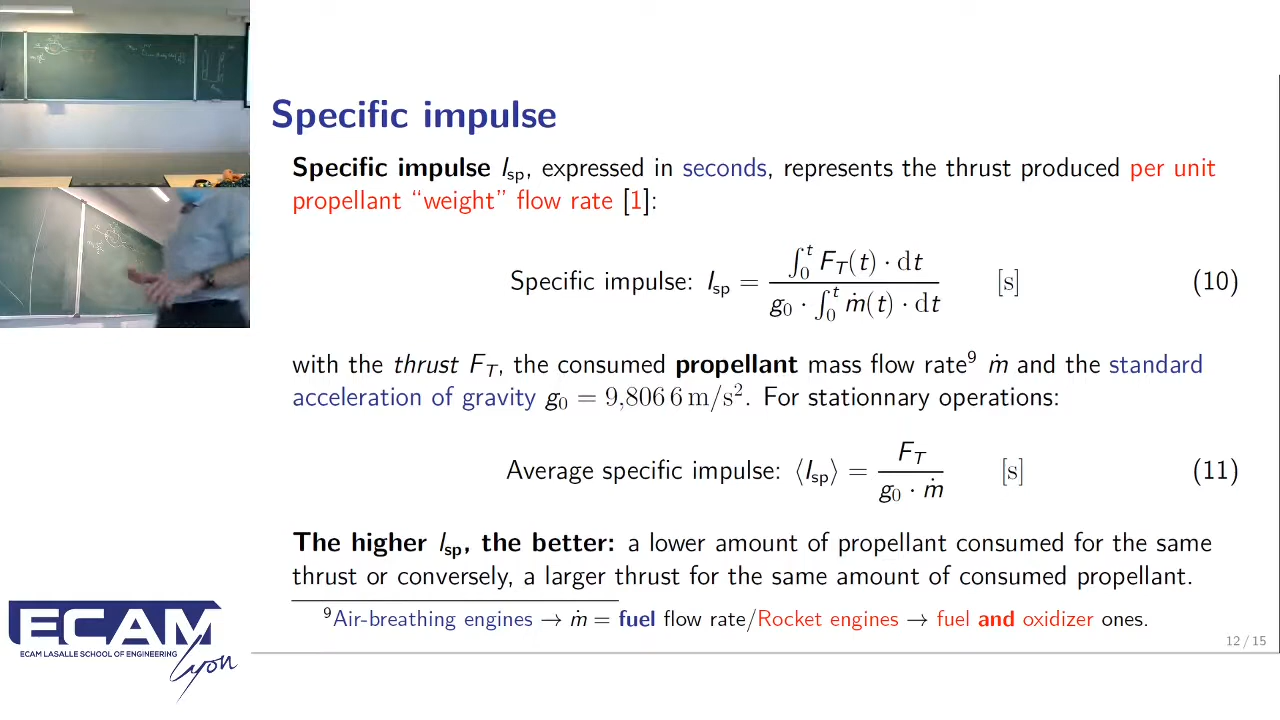 Specific impulse
Specific impulse Isp, expressed in seconds, represents the thrust produced per unit
propellant “weight” flow rate [1]:
Specific impulse: Isp = ∫₀ᵗ F_T(t) · dt / g₀ · ∫₀ᵗ ṁ(t) · dt [s] (10)
with the thrust F_T, the consumed propellant mass flow rate⁹ ṁ and the standard
acceleration of gravity g₀ = 9,806 6 m/s². For stationnary operations:
Average specific impulse: ⟨Isp⟩ = F_T / g₀ · ṁ [s] (11)
The higher Isp, the better: a lower amount of propellant consumed for the same
thrust or conversely, a larger thrust for the same amount of consumed propellant.
⁹Air-breathing engines → ṁ = fuel flow rate/Rocket engines → fuel and oxidizer ones.
12 / 15
ECAM
ECAM LASALLE SCHOOL OF ENGINEERING
Lyon